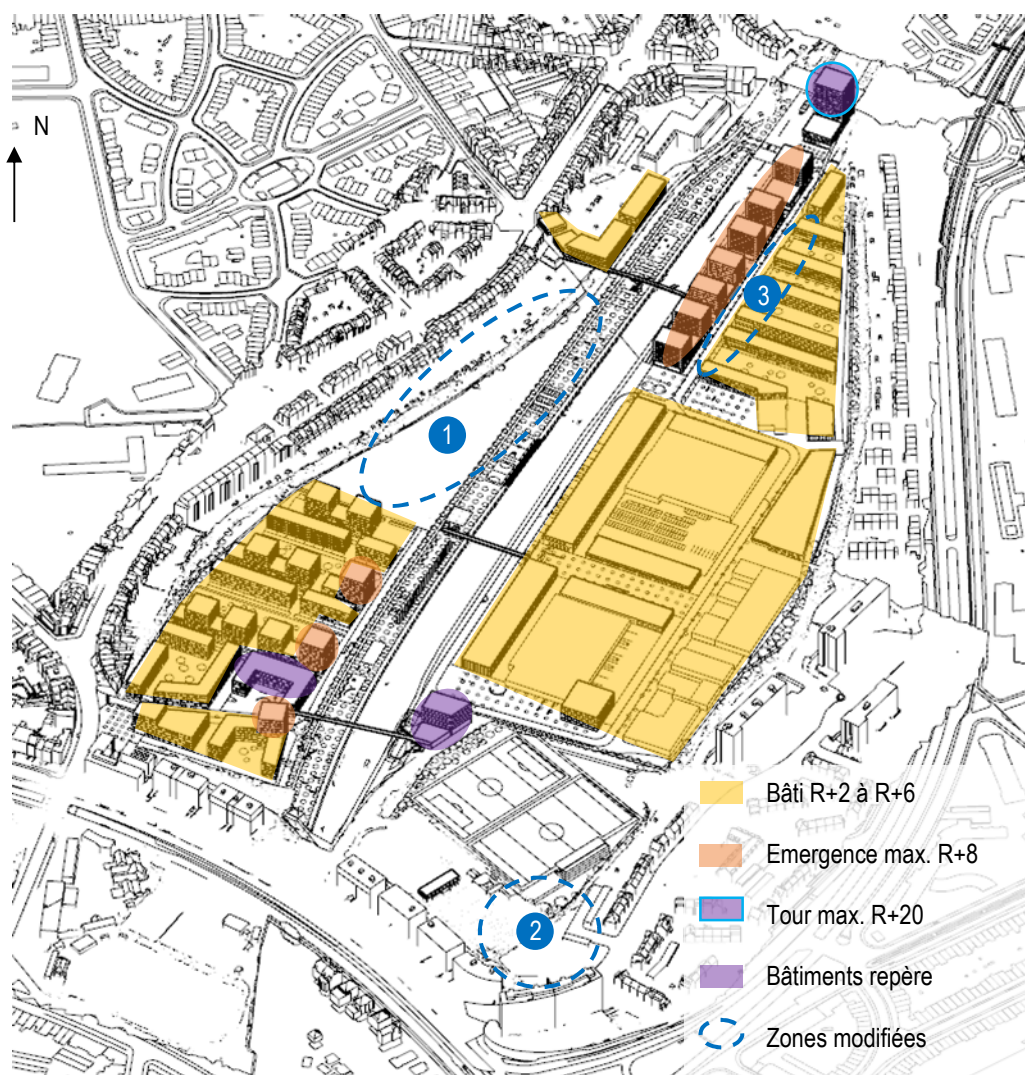 N
3
1
2
Bâti R+2 à R+6
Emergence max. R+8
Tour max. R+20
Bâtiments repère
Zones modifiées